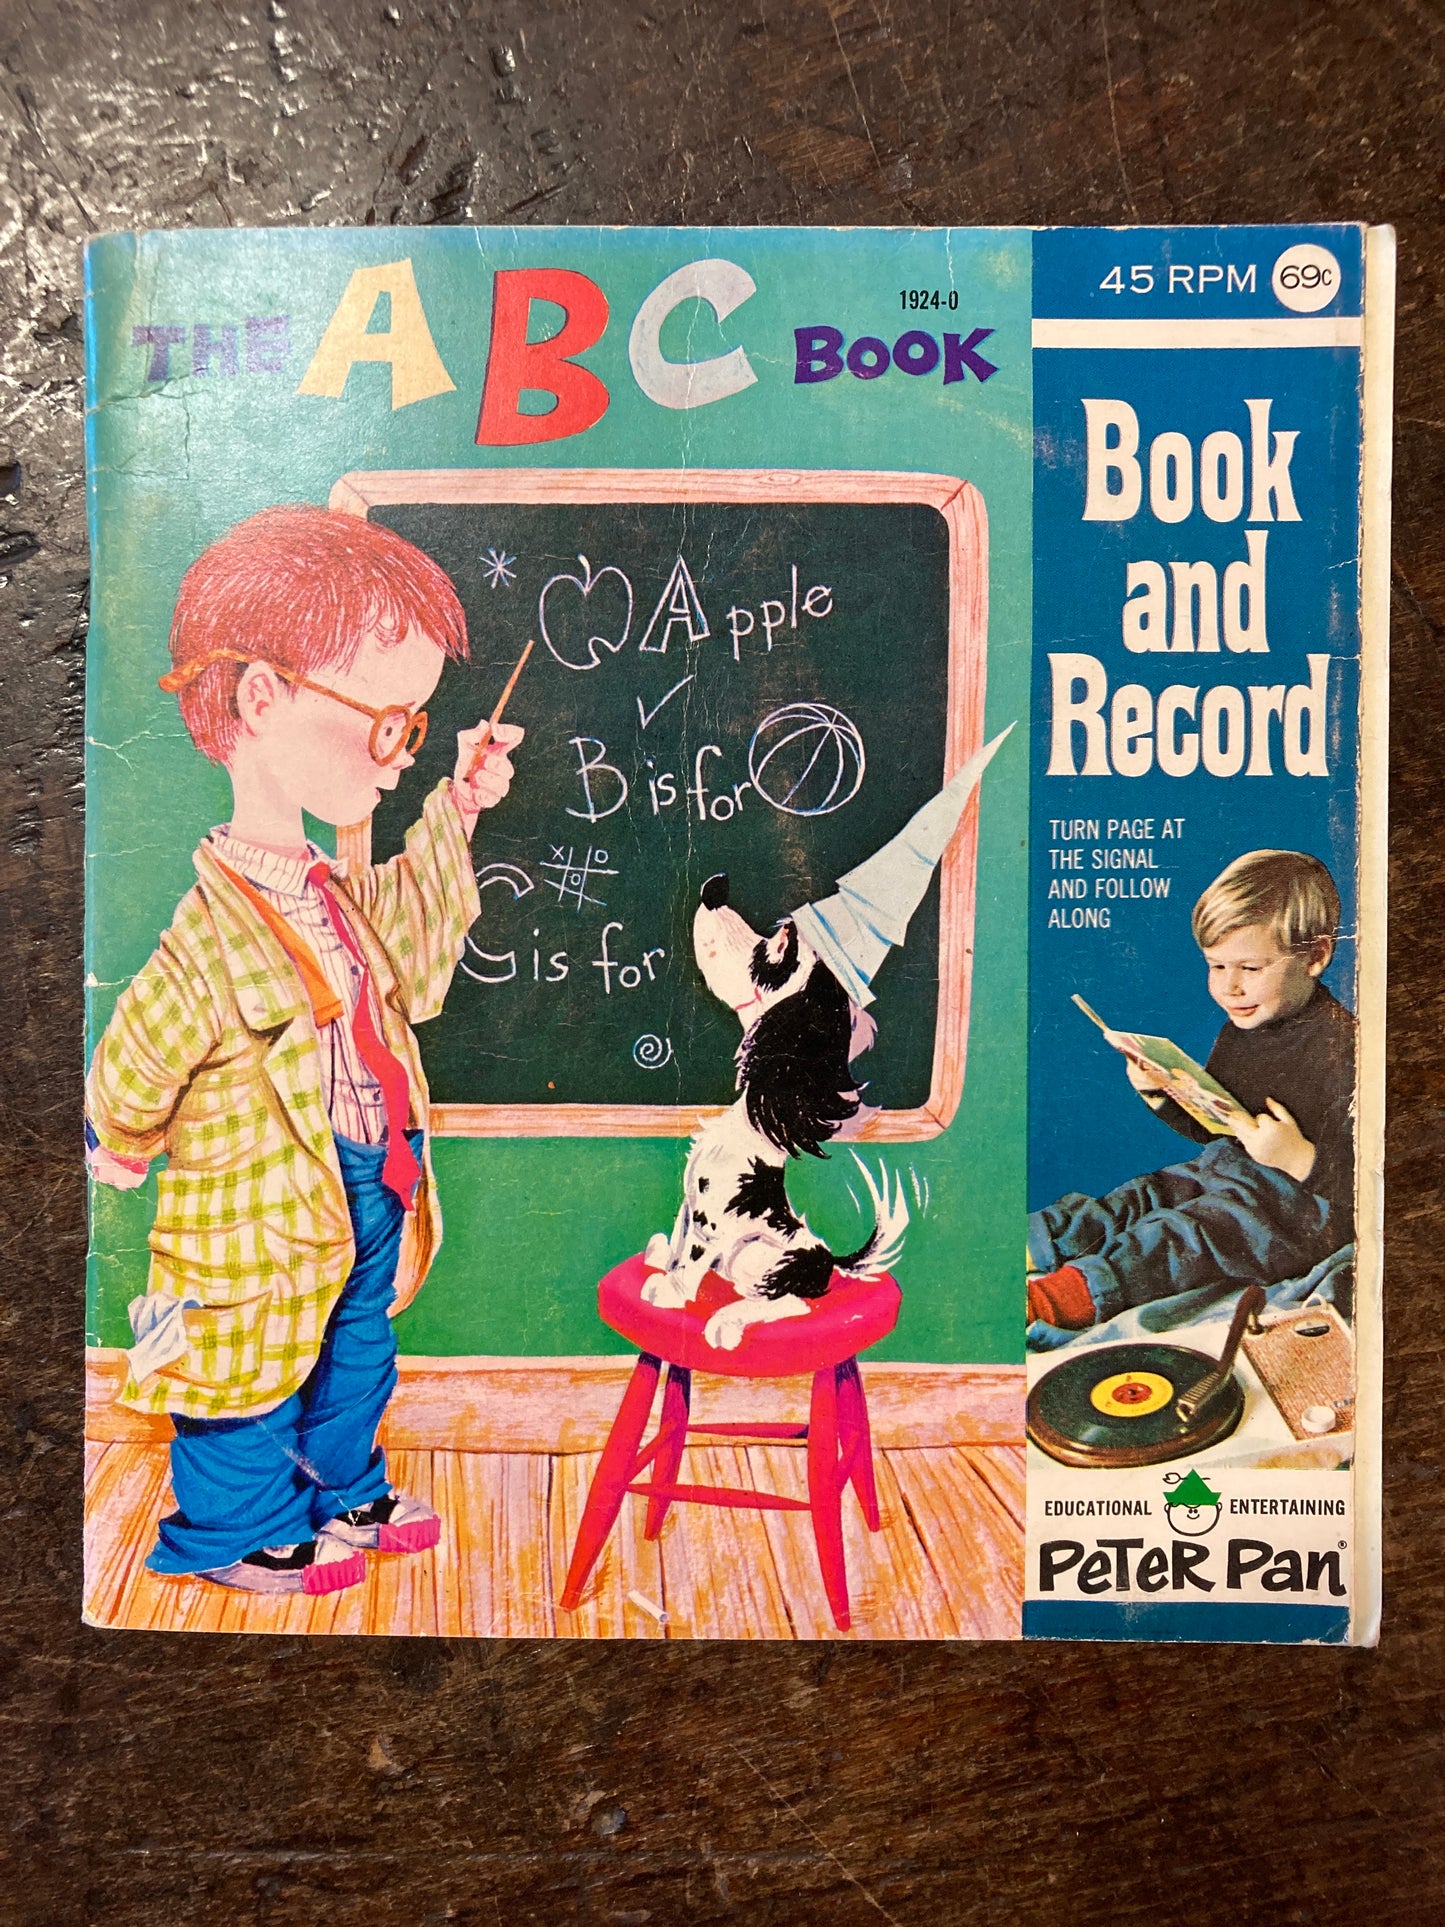 THE ABC BOOK
1924-0
Apple
B is for
X O
O
C is for
45 RPM 69c
Book
and
Record
TURN PAGE AT
THE SIGNAL
AND FOLLOW
ALONG
EDUCATIONAL ENTERTAINING
PETER PAN®